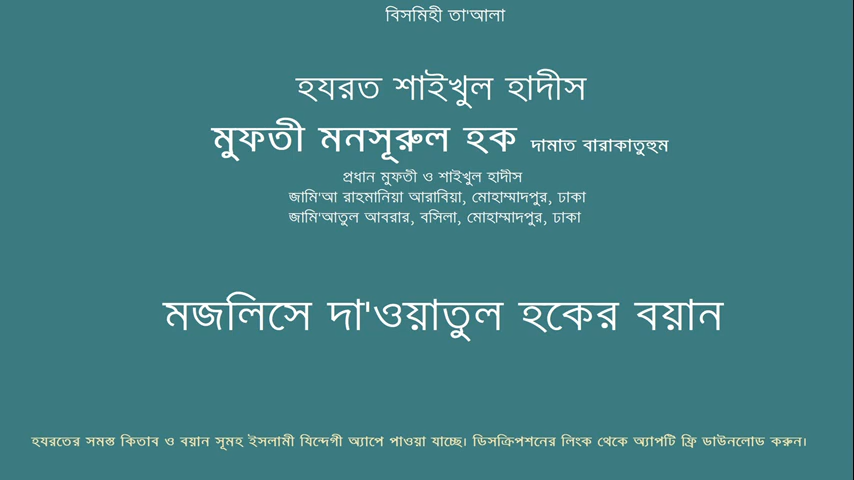 বিসমিহী তা'আলা
হযরত শাইখুল হাদীস
মুফতী মনসূরুল হক দামাত বারাকাতুহুম
প্রধান মুফতী ও শাইখুল হাদীস
জামি'আ রাহমানিয়া আরাবিয়া, মোহাম্মাদপুর, ঢাকা
জামি'আতুল আবরার, বসিলা, মোহাম্মাদপুর, ঢাকা
মজলিসে দা'ওয়াতুল হকের বয়ান
হযরতের সমস্ত কিতাব ও বয়ান সূমহ ইসলামী যিন্দেগী অ্যাপে পাওয়া যাচ্ছে। ডিসক্রিপশনের লিংক থেকে অ্যাপটি ফ্রি ডাউনলোড করুন।